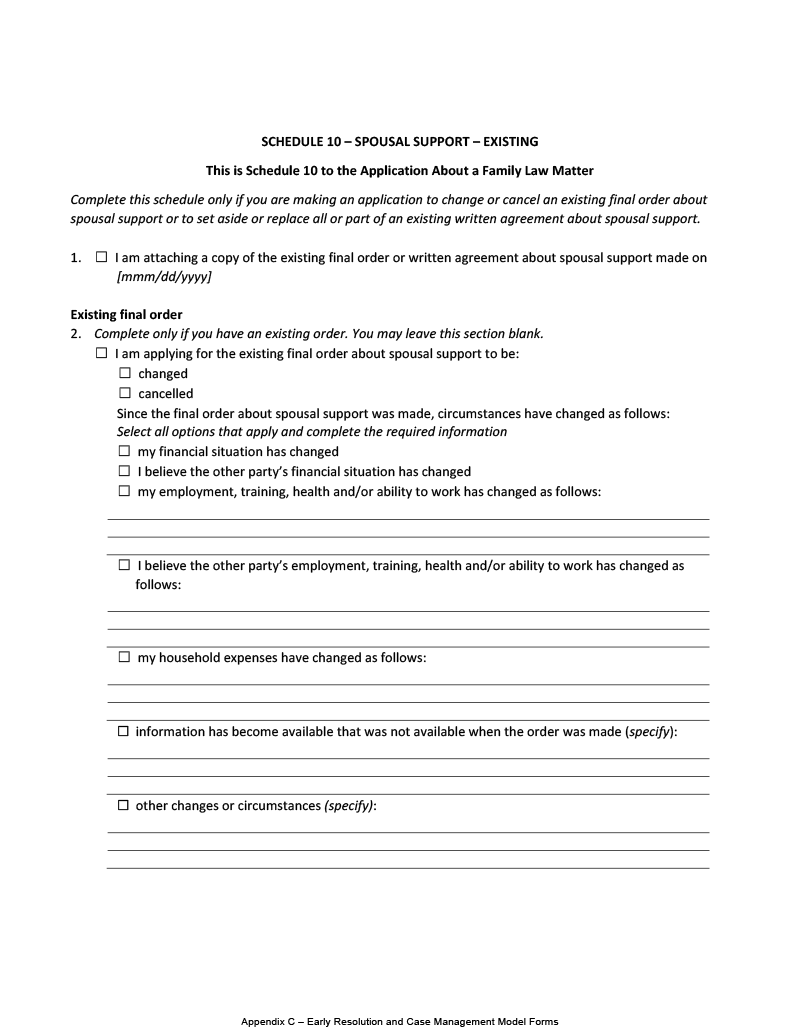 SCHEDULE 10 – SPOUSAL SUPPORT – EXISTING
This is Schedule 10 to the Application About a Family Law Matter
Complete this schedule only if you are making an application to change or cancel an existing final order about
spousal support or to set aside or replace all or part of an existing written agreement about spousal support.
1. ☐ I am attaching a copy of the existing final order or written agreement about spousal support made on
[mmm/dd/yyyy]
Existing final order
2. Complete only if you have an existing order. You may leave this section blank.
☐ I am applying for the existing final order about spousal support to be:
☐ changed
☐ cancelled
Since the final order about spousal support was made, circumstances have changed as follows:
Select all options that apply and complete the required information
☐ my financial situation has changed
☐ I believe the other party’s financial situation has changed
☐ my employment, training, health and/or ability to work has changed as follows:
☐ I believe the other party’s employment, training, health and/or ability to work has changed as
follows:
☐ my household expenses have changed as follows:
☐ information has become available that was not available when the order was made (specify):
☐ other changes or circumstances (specify):
Appendix C – Early Resolution and Case Management Model Forms